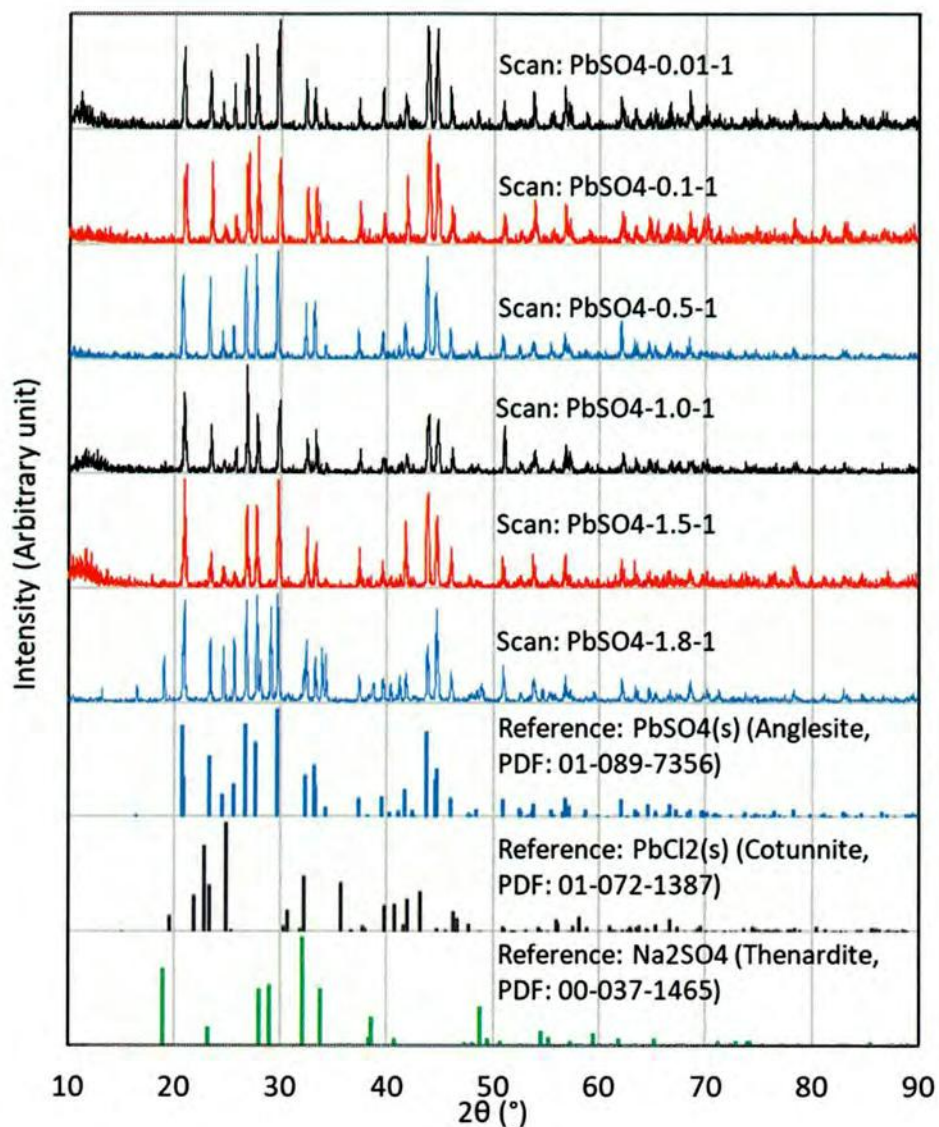 Scan: PbSO4-0.01-1
Scan: PbSO4-0.1-1
Scan: PbSO4-0.5-1
Scan: PbSO4-1.0-1
Scan: PbSO4-1.5-1
Scan: PbSO4-1.8-1
Reference: PbSO4(s) (Anglesite,
PDF: 01-089-7356)
Reference: PbCl2(s) (Cotunnite,
PDF: 01-072-1387)
Reference: Na2SO4 (Thenardite,
PDF: 00-037-1465)
Intensity (Arbitrary unit)
10 20 30 40 50 60 70 80 90
2θ (°)